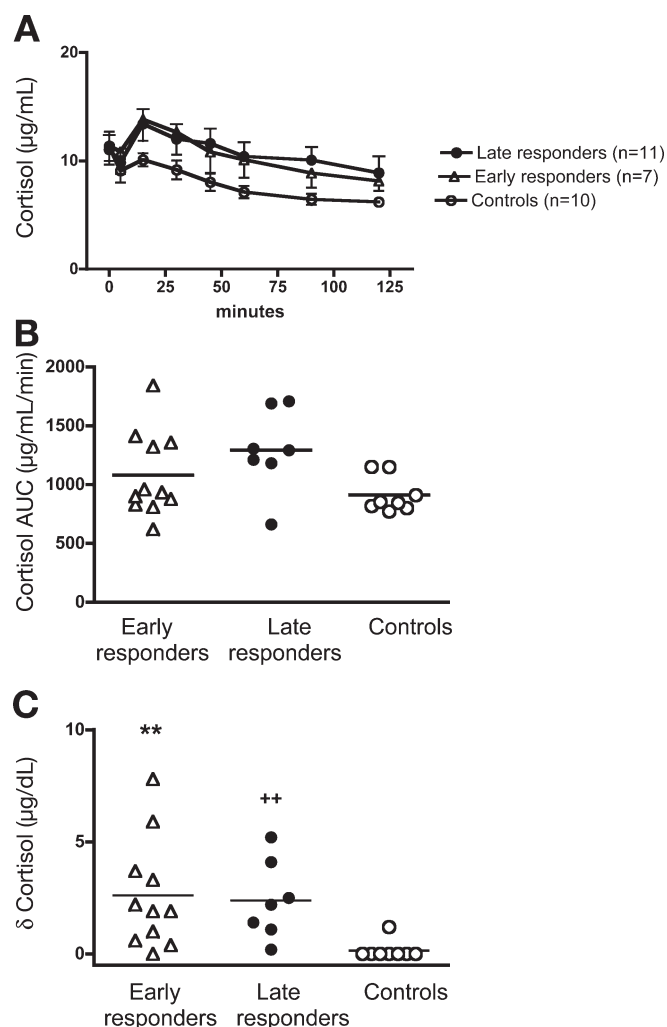 A
Cortisol (µg/mL)
20
10
0
0 25 50 75 100 125
minutes
Late responders (n=11)
Early responders (n=7)
Controls (n=10)
B
Cortisol AUC (µg/mL/min)
2000
1500
1000
500
0
Early responders
Late responders
Controls
C
δ Cortisol (µg/dL)
10
5
0
**
++
Early responders
Late responders
Controls